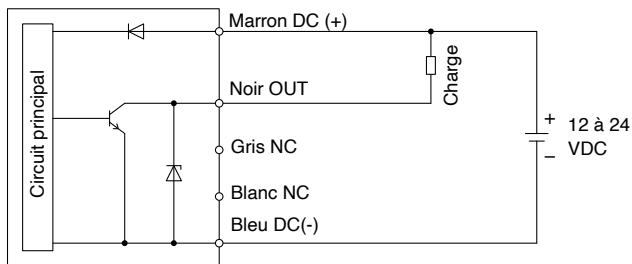 Marron DC (+)
Circuit principal
Noir OUT
Charge
Gris NC
Blanc NC
Bleu DC(-)
+
12 à 24
VDC
−